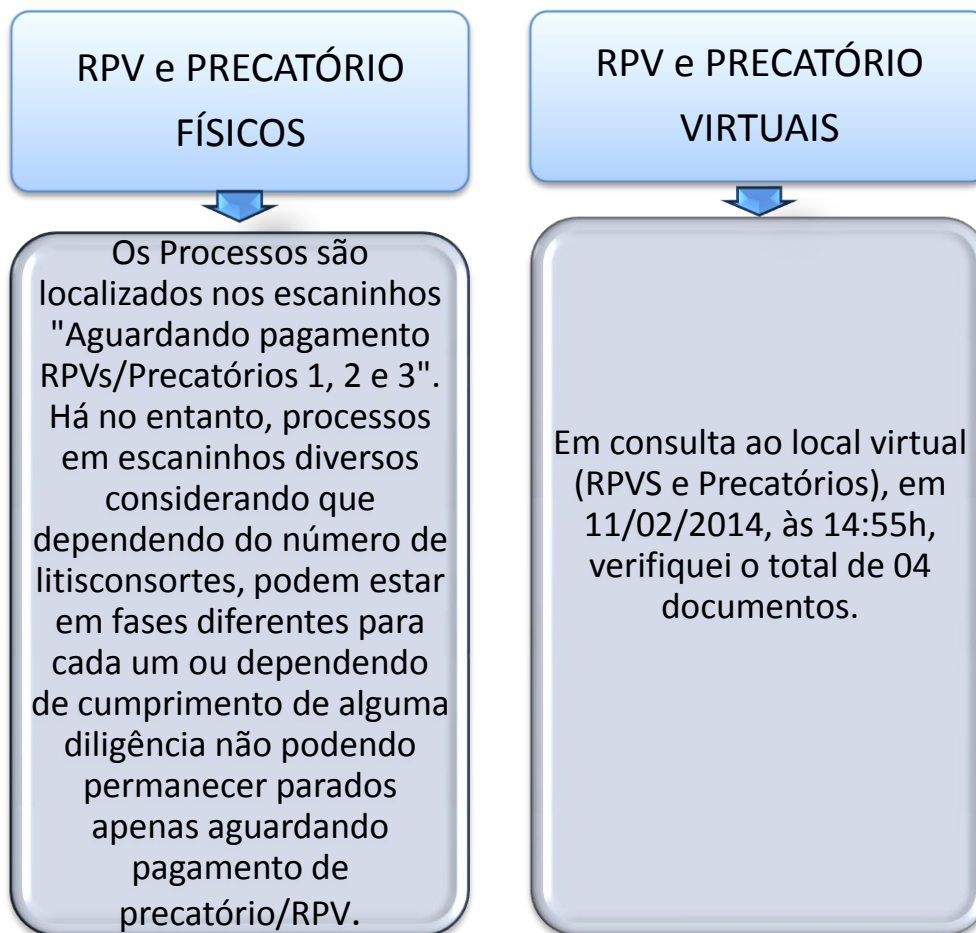 RPV e PRECATÓRIO
FÍSICOS
Os Processos são
localizados nos escaninhos
"Aguardando pagamento
RPVs/Precatórios 1, 2 e 3".
Há no entanto, processos
em escaninhos diversos
considerando que
dependendo do número de
litisconsortes, podem estar
em fases diferentes para
cada um ou dependendo
de cumprimento de alguma
diligência não podendo
permanecer parados
apenas aguardando
pagamento de
precatório/RPV.
RPV e PRECATÓRIO
VIRTUAIS
Em consulta ao local virtual
(RPVS e Precatórios), em
11/02/2014, às 14:55h,
verifiquei o total de 04
documentos.